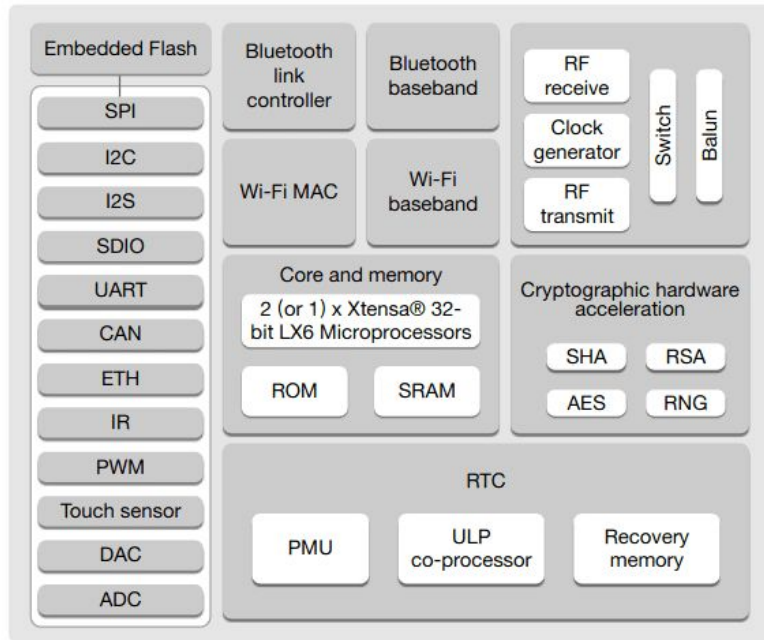 Embedded Flash
SPI
I2C
I2S
SDIO
UART
CAN
ETH
IR
PWM
Touch sensor
DAC
ADC
Bluetooth
link
controller
Bluetooth
baseband
Wi-Fi MAC
Wi-Fi
baseband
RF
receive
Clock
generator
RF
transmit
Switch
Balun
Core and memory
2 (or 1) x Xtensa® 32-
bit LX6 Microprocessors
ROM
SRAM
Cryptographic hardware
acceleration
SHA
RSA
AES
RNG
RTC
PMU
ULP
co-processor
Recovery
memory